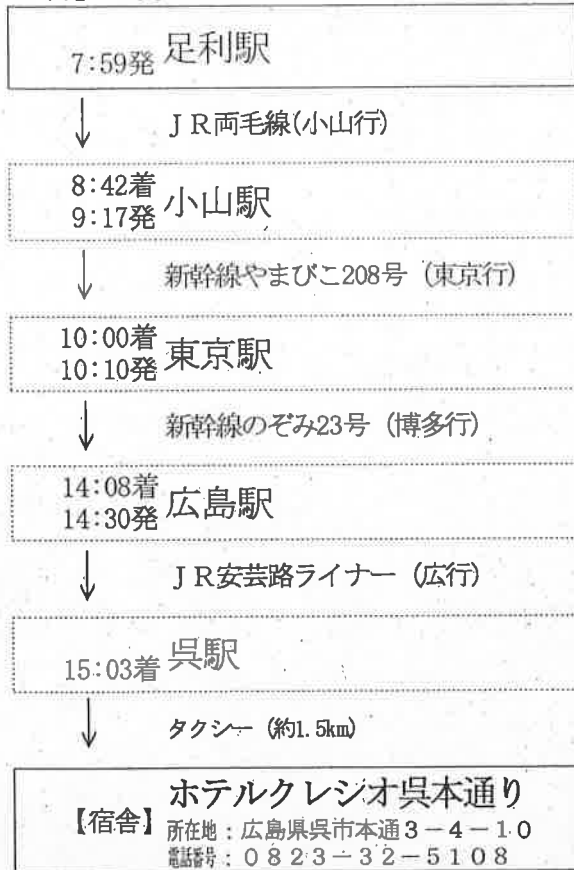 7:59発 足利駅
↓ ＪＲ両毛線(小山行)
8:42着
9:17発 小山駅
↓ 新幹線やまびこ208号 (東京行)
10:00着
10:10発 東京駅
↓ 新幹線のぞみ23号 (博多行)
14:08着
14:30発 広島駅
↓ ＪＲ安芸路ライナー (広行)
15:03着 呉駅
↓ タクシー (約1.5㎞)
【宿舎】 ホテルクレシオ呉本通り
所在地：広島県呉市本通３－４－１０
電話番号：０８２３－３２－５１０８